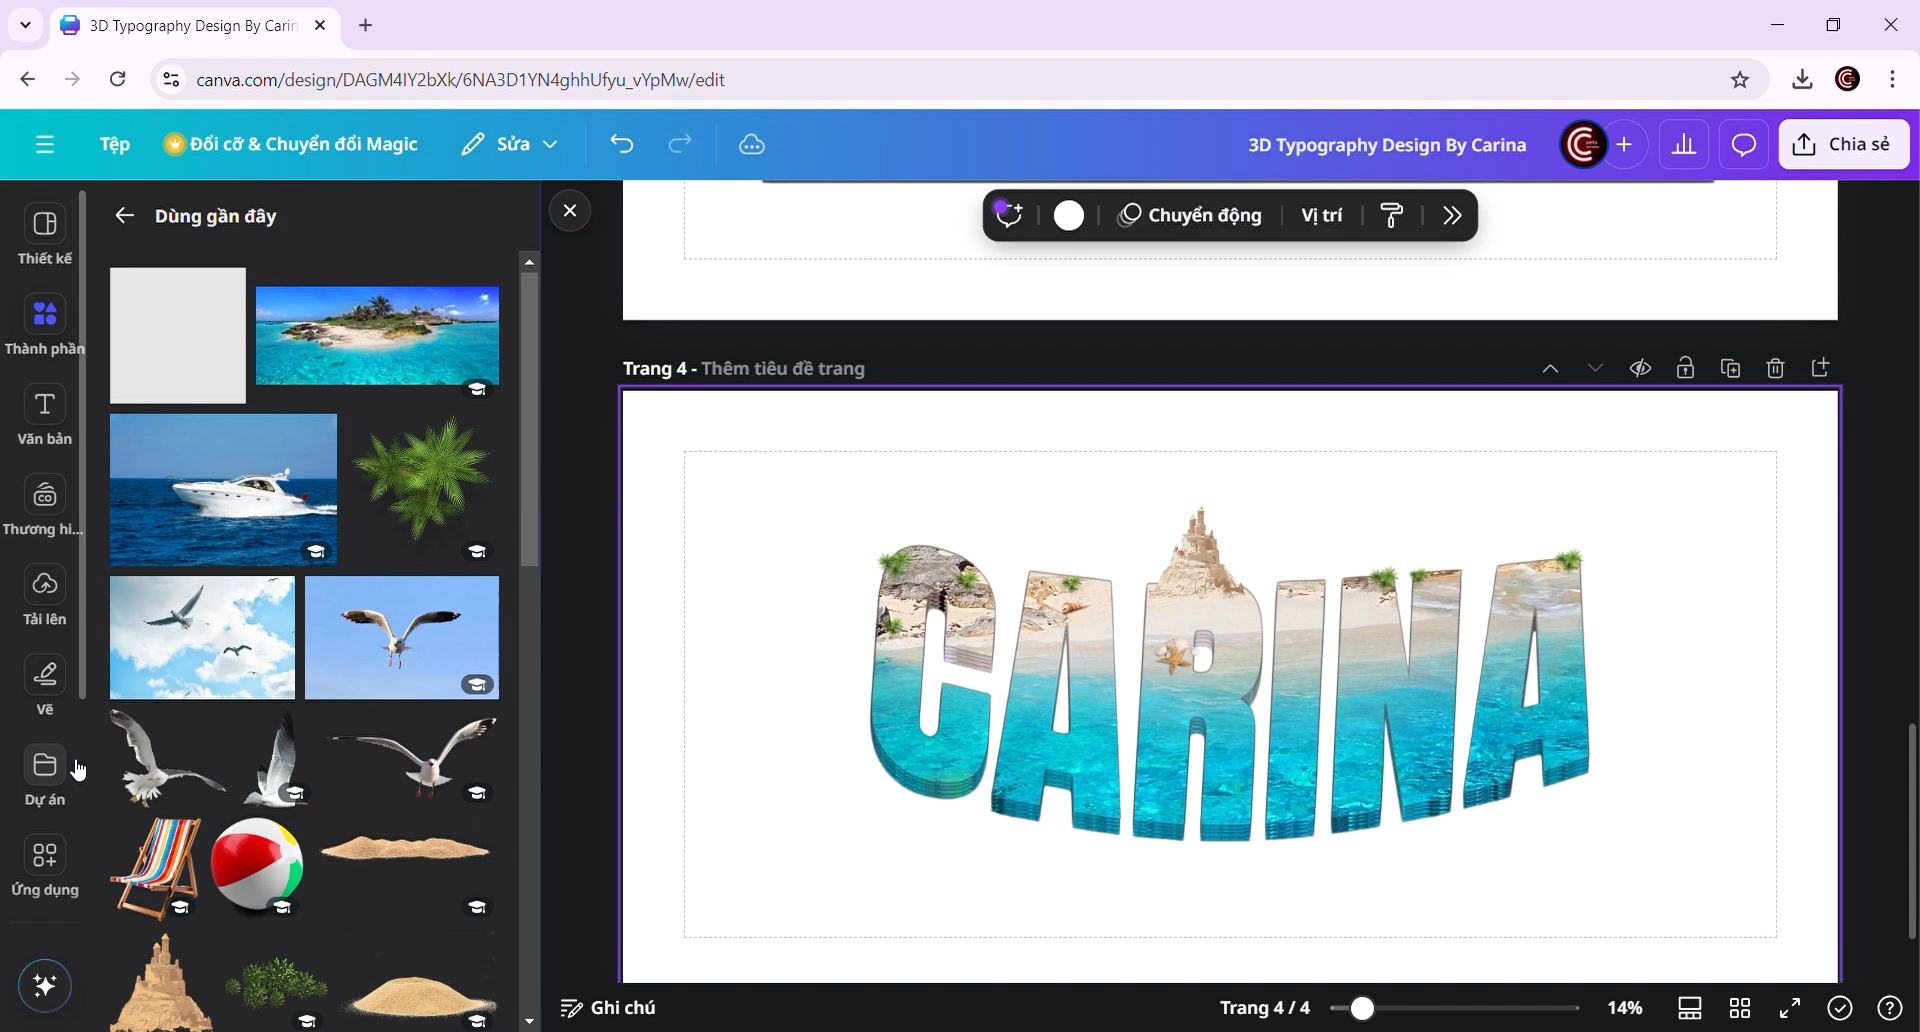 3D Typography Design By Carin
canva.com/design/DAGM4IY2bXk/6NA3D1YN4ghhUfyu_vYpMw/edit
Tệp
Đổi cỡ & Chuyển đổi Magic
Sửa
3D Typography Design By Carina
Chia sẻ
Dùng gần đây
Thiết kế
Thành phần
Văn bản
Thương hi...
Tải lên
Vẽ
Dự án
Ứng dụng
Chuyển động
Vị trí
Trang 4 - Thêm tiêu đề trang
CARINA
Ghi chú
Trang 4 / 4
14%